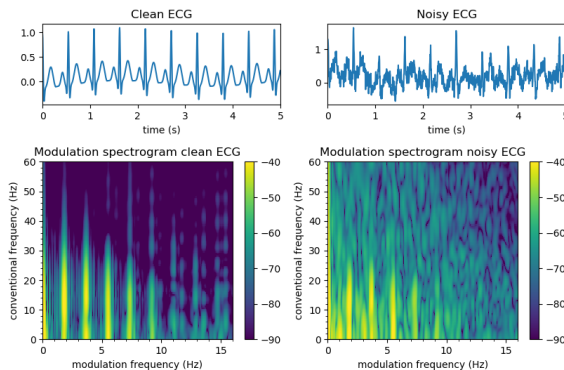 Clean ECG
1.0
0.5
0.0
0 1 2 3 4 5
time (s)
Noisy ECG
1
0
0 1 2 3 4 5
time (s)
Modulation spectrogram clean ECG
conventional frequency (Hz)
60
50
40
30
20
10
0
0 5 10 15
modulation frequency (Hz)
−40
−50
−60
−70
−80
−90
Modulation spectrogram noisy ECG
conventional frequency (Hz)
60
50
40
30
20
10
0
0 5 10 15
modulation frequency (Hz)
−40
−50
−60
−70
−80
−90